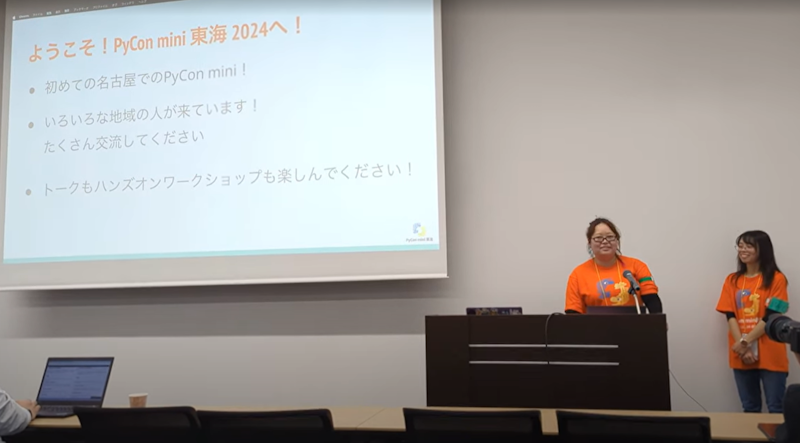 ようこそ！PyCon mini 東海 2024へ！
初めての名古屋でのPyCon mini！
いろいろな地域の人が来ています！
たくさん交流してください
トークもハンズオンワークショップも楽しんでください！
PyCon mini 東海